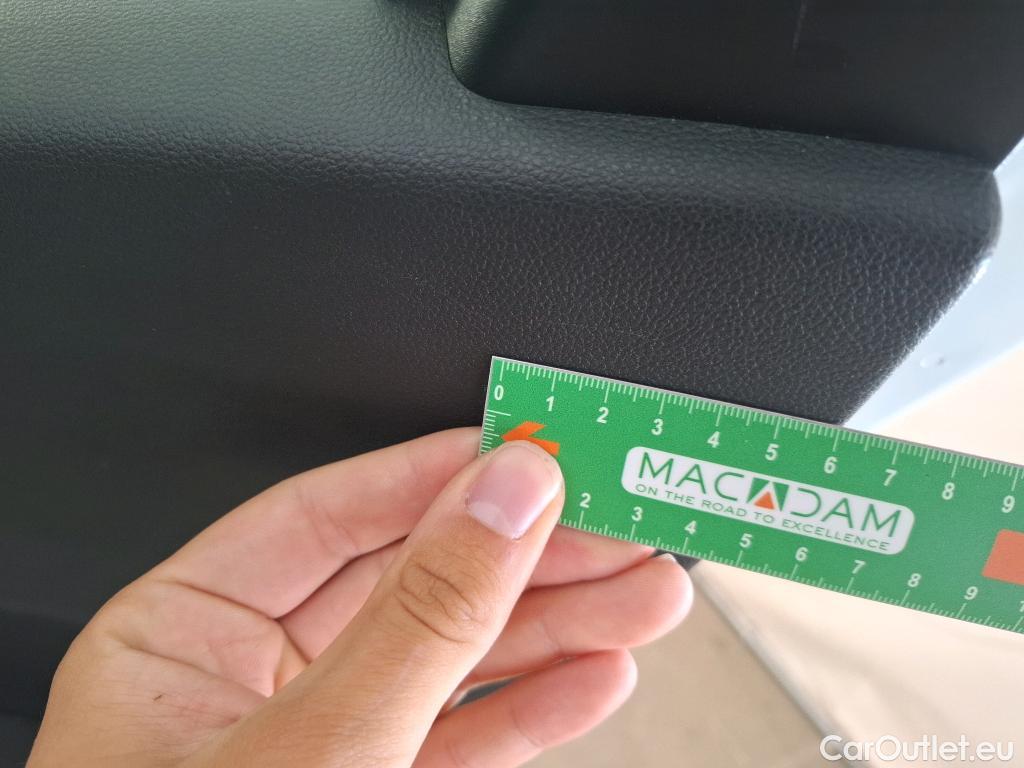 0 1 2 3 4 5 6 7 8 9
MACADAM
ON THE ROAD TO EXCELLENCE
2 3 4 5 6 7 8 9
CarOutlet.eu